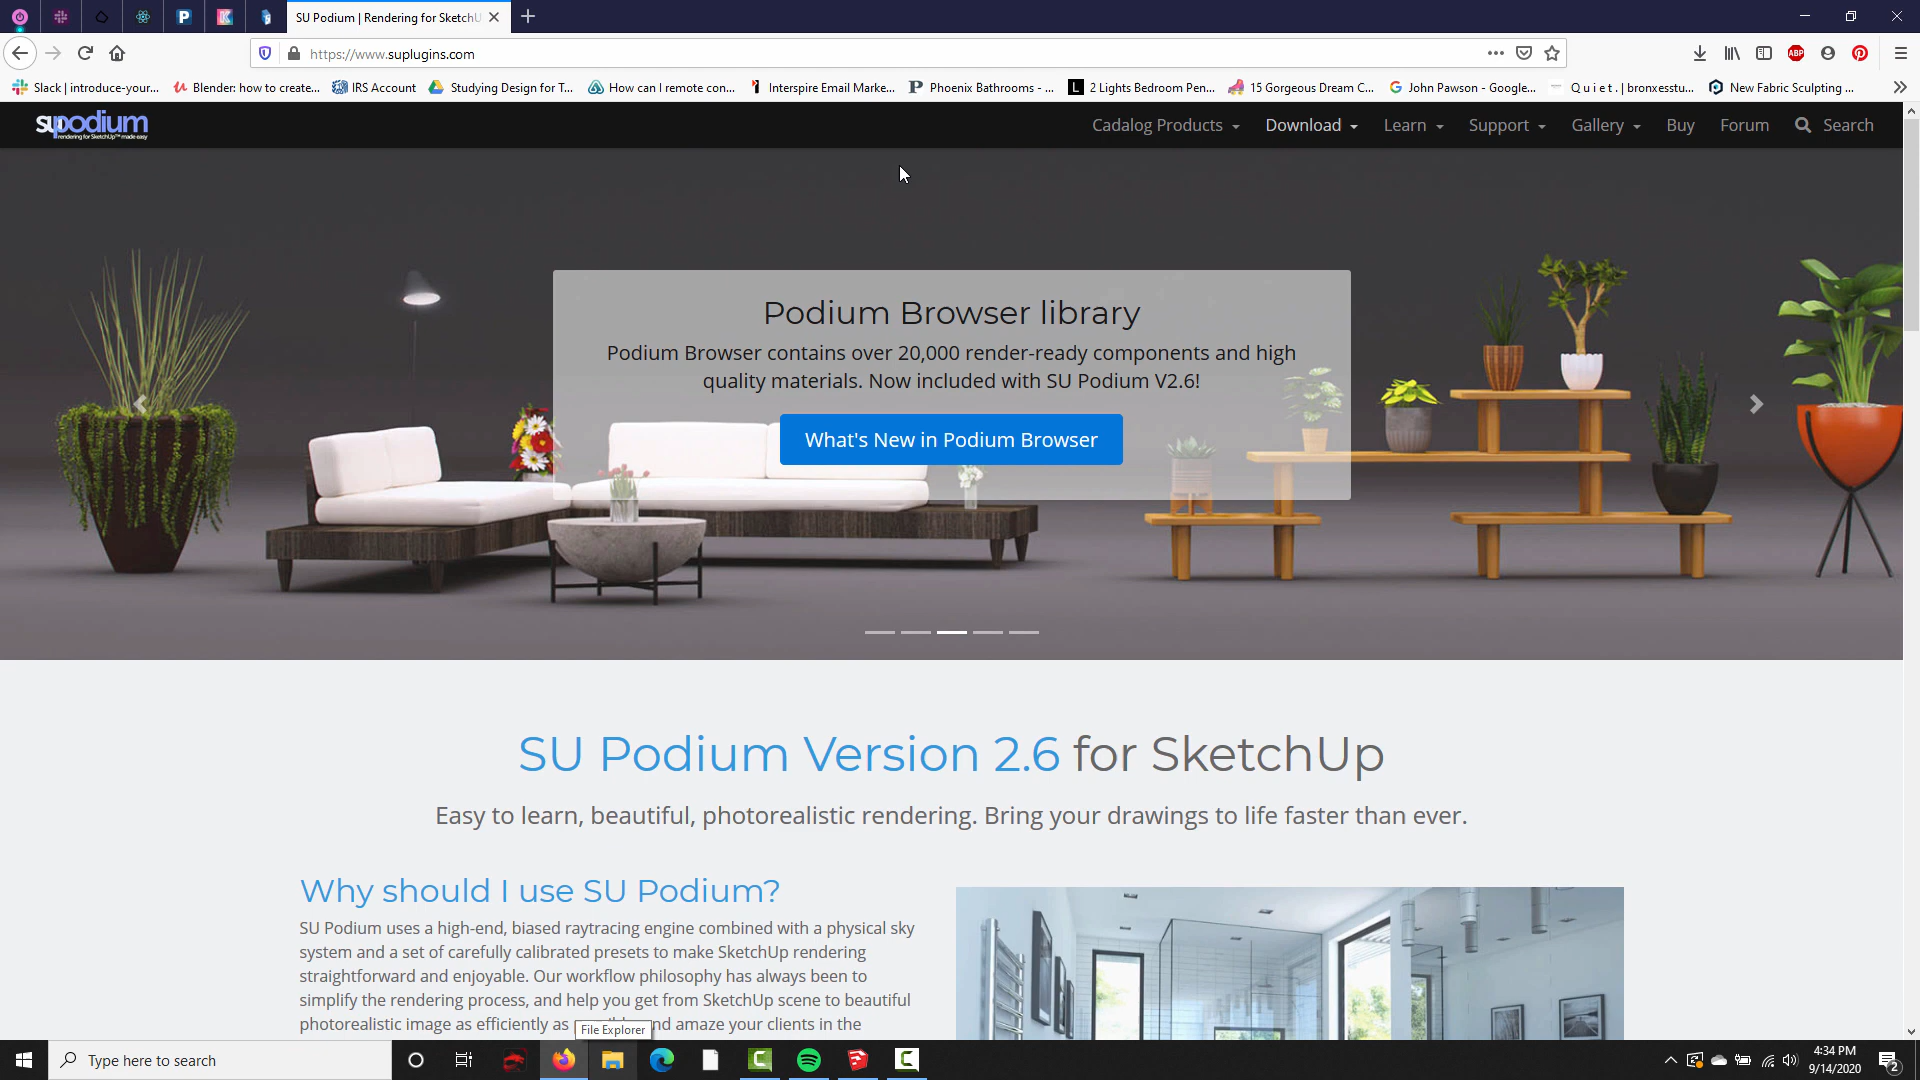 SU Podium | Rendering for SketchU
https://www.suplugins.com
Slack | introduce-your...
Blender: how to create...
IRS Account
Studying Design for T...
How can I remote con...
Interspire Email Marke...
Phoenix Bathrooms - ...
2 Lights Bedroom Pen...
15 Gorgeous Dream C...
John Pawson - Google...
Q u i e t . | bronxesstu...
New Fabric Sculpting ...
ABP
supodium
rendering for SketchUp™ made easy
Cadalog Products
Download
Learn
Support
Gallery
Buy
Forum
Search
Podium Browser library
Podium Browser contains over 20,000 render-ready components and high
quality materials. Now included with SU Podium V2.6!
What's New in Podium Browser
SU Podium Version 2.6 for SketchUp
Easy to learn, beautiful, photorealistic rendering. Bring your drawings to life faster than ever.
Why should I use SU Podium?
SU Podium uses a high-end, biased raytracing engine combined with a physical sky
system and a set of carefully calibrated presets to make SketchUp rendering
straightforward and enjoyable. Our workflow philosophy has always been to
simplify the rendering process, and help you get from SketchUp scene to beautiful
photorealistic image as efficiently as nd amaze your clients in the
File Explorer
Type here to search
4:34 PM
9/14/2020
2